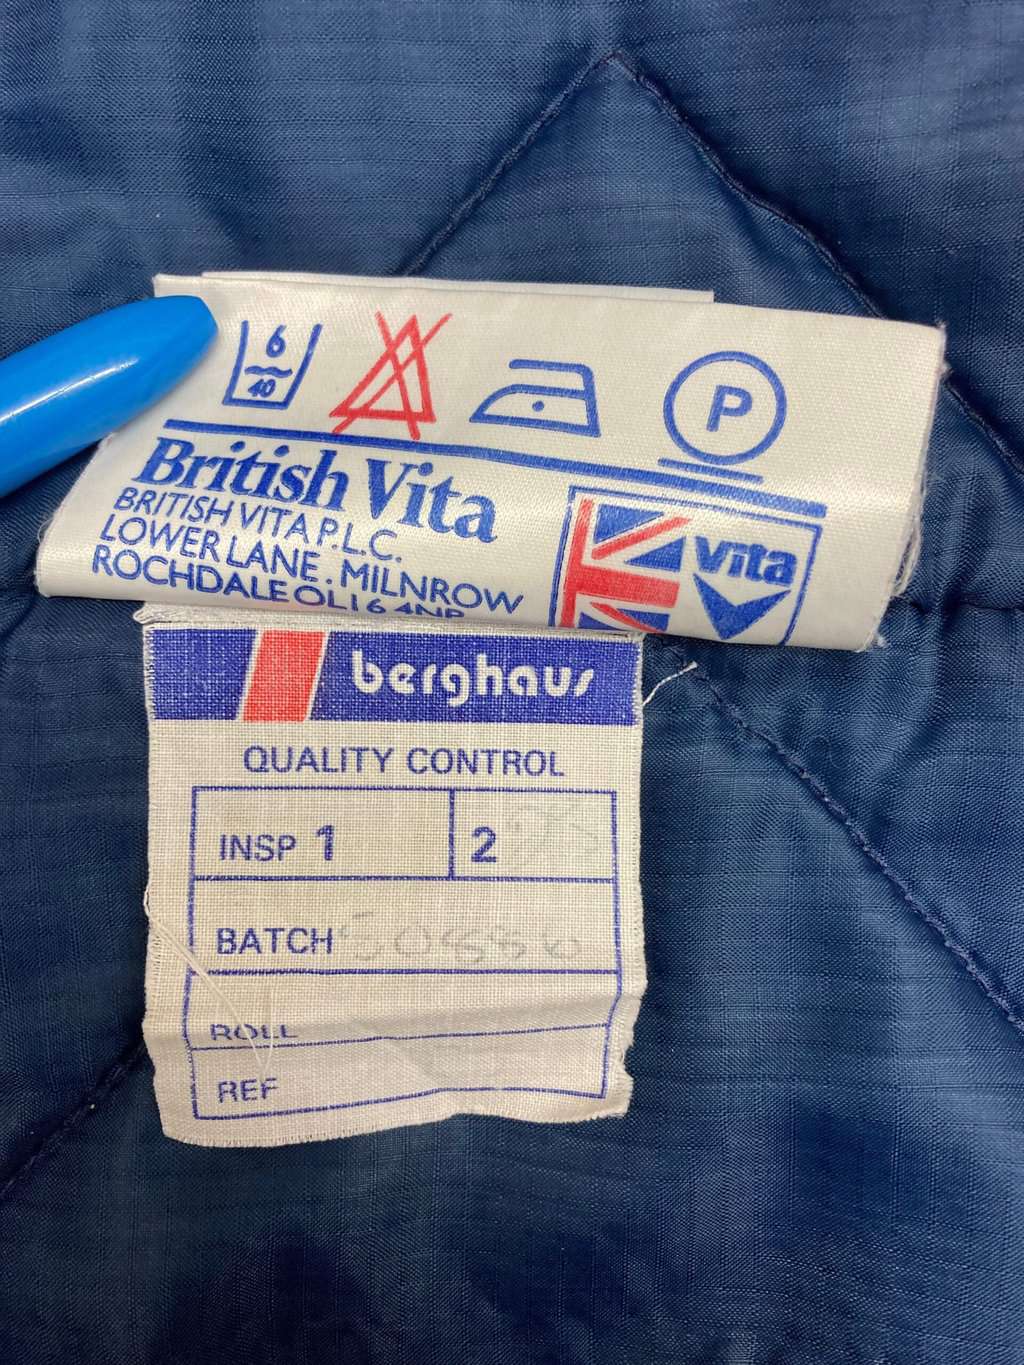 6
40
P
British Vita
BRITISH VITA P.L.C.
LOWER LANE. MILNROW
ROCHDALE OL16 4NR
Vita
berghaus
QUALITY CONTROL
INSP 1
2
BATCH
ROLL
REF